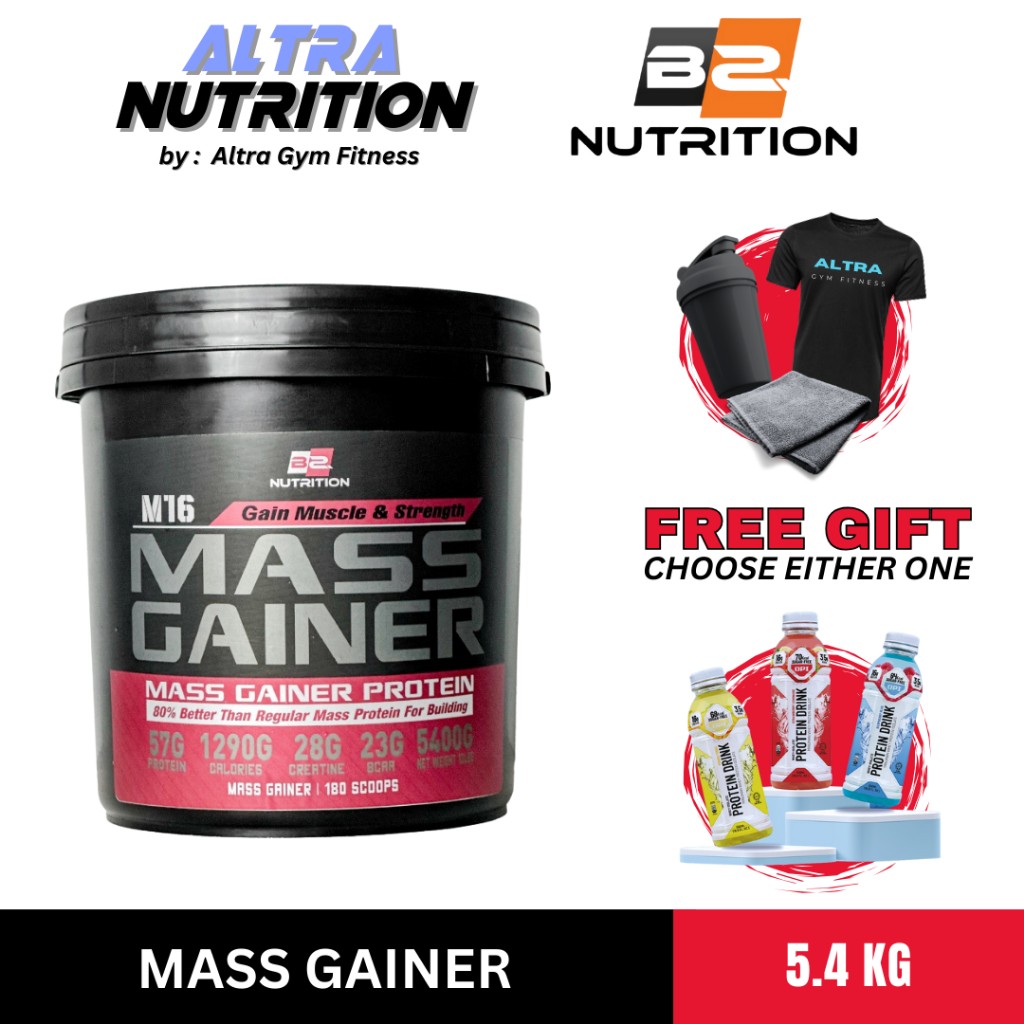 ALTRA
NUTRITION
by : Altra Gym Fitness
B2
NUTRITION
ALTRA
GYM FITNESS
B2
NUTRITION
M16
Gain Muscle & Strength
MASS
GAINER
MASS GAINER PROTEIN
80% Better Than Regular Mass Protein For Building
57G 1290G 28G 23G 5400G
PROTEIN CALORIES CREATINE BCAR NET WEIGHT
MASS GAINER | 180 SCOOPS
FREE GIFT
CHOOSE EITHER ONE
PROTEIN DRINK
PROTEIN DRINK
PROTEIN DRINK
MASS GAINER
5.4 KG